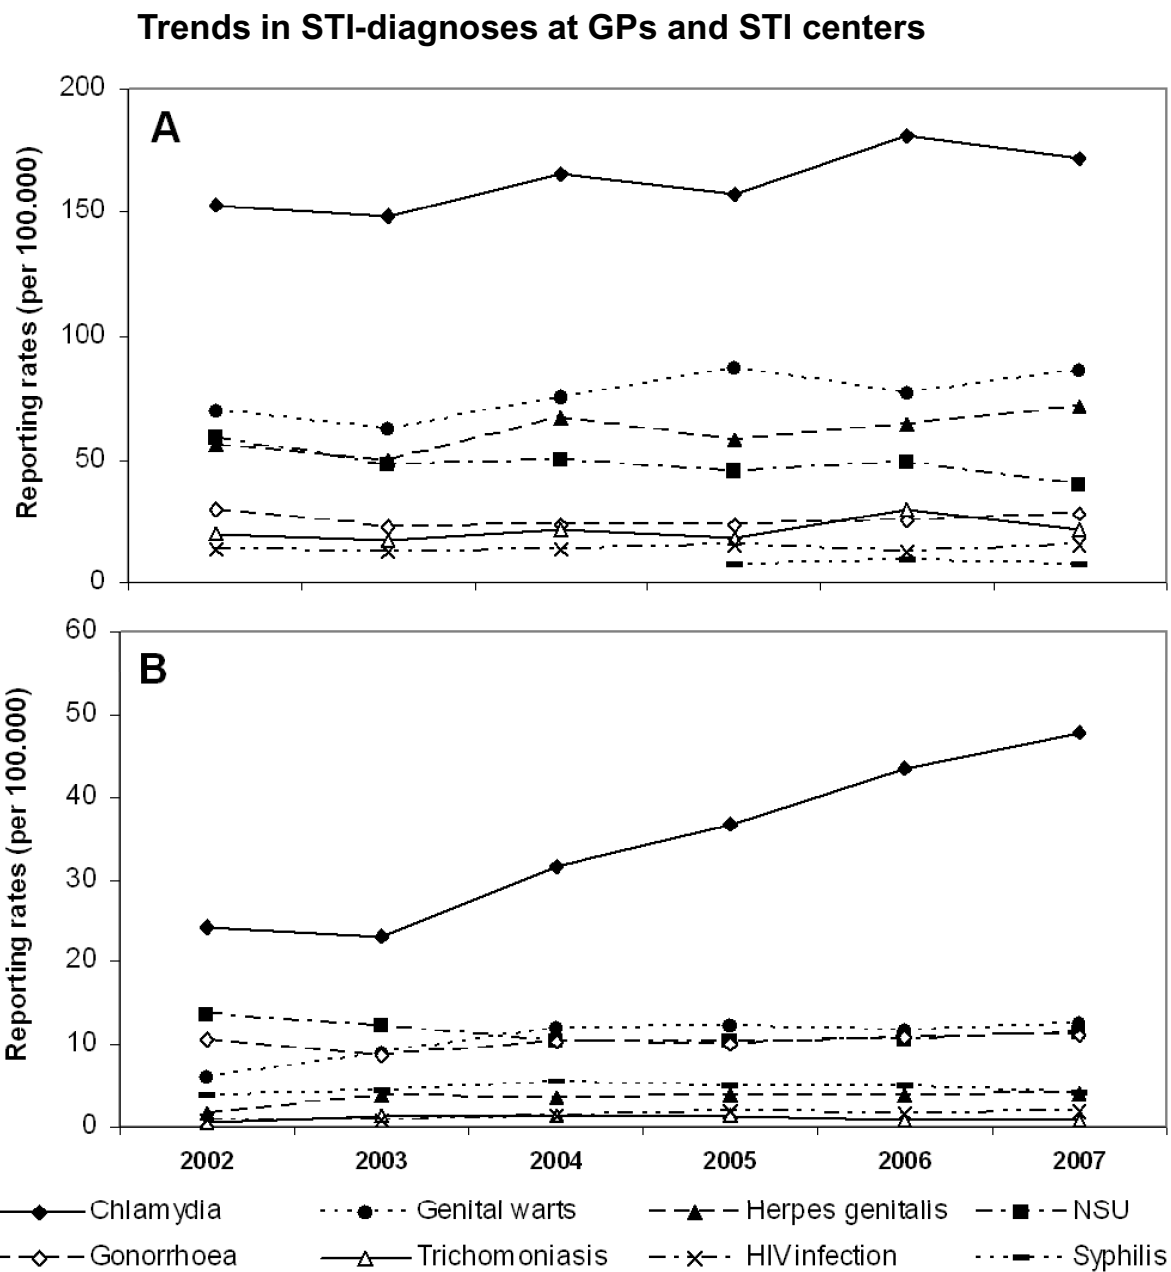 Trends in STI-diagnoses at GPs and STI centers
200
A
150
100
50
0
Reporting rates (per 100.000)
60
B
50
40
30
20
10
0
Reporting rates (per 100.000)
2002 2003 2004 2005 2006 2007
Chlamydia Genital warts Herpes genitalis NSU
Gonorrhoea Trichomoniasis HIV infection Syphilis